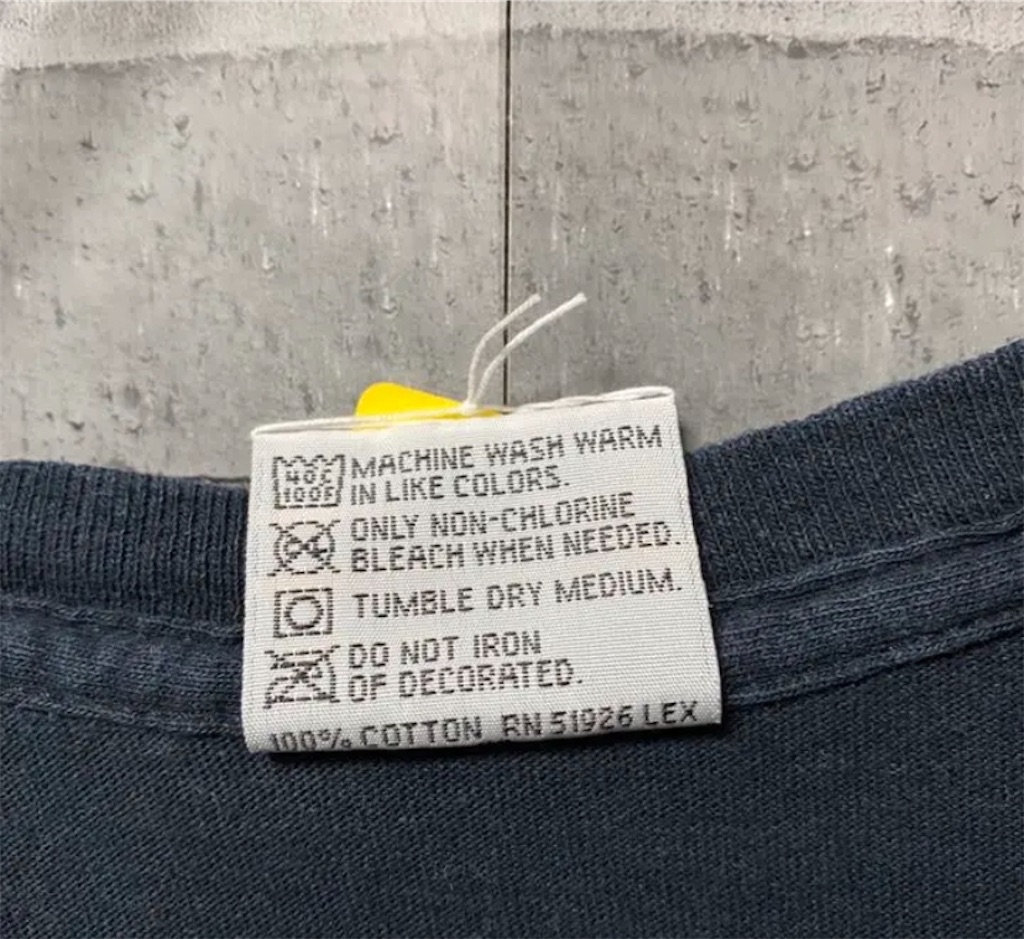 40C MACHINE WASH WARM
100F IN LIKE COLORS.
ONLY NON-CHLORINE
BLEACH WHEN NEEDED.
TUMBLE DRY MEDIUM.
DO NOT IRON
OF DECORATED.
100% COTTON RN 51926 LEX